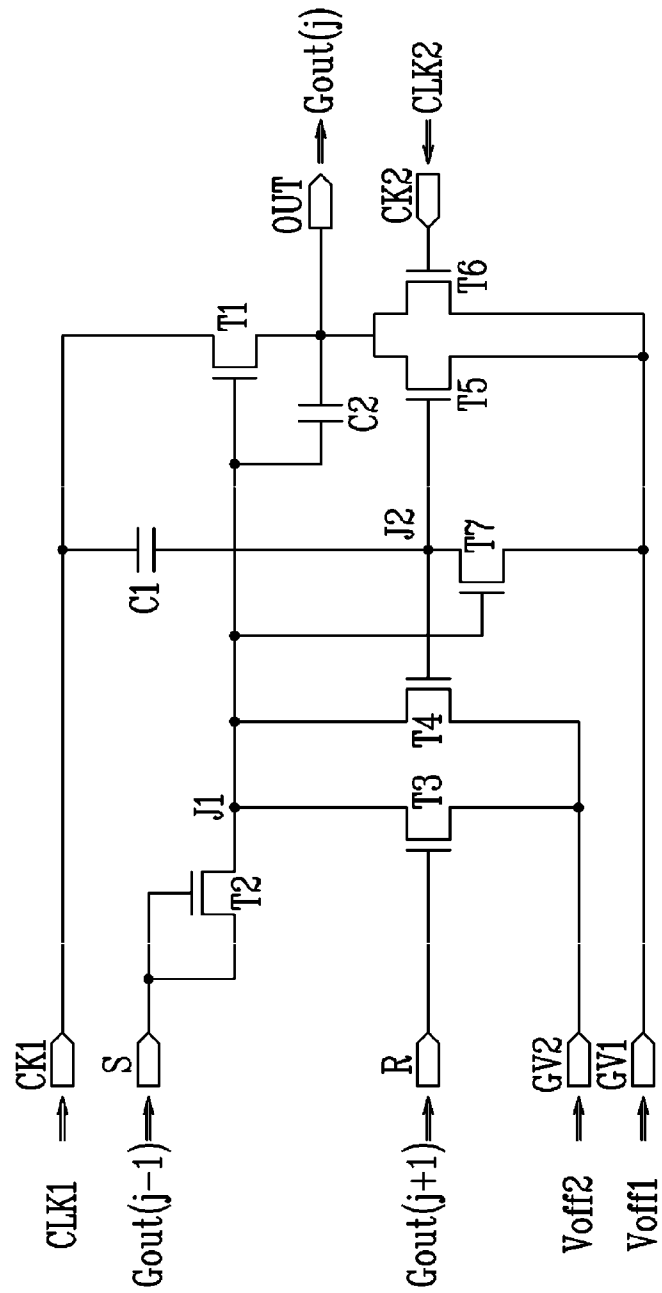 CLK1
CK1
Gout(j-1)
S
T2
J1
C1
T1
C2
OUT
Gout(j)
Gout(j+1)
R
T3
T4
J2
T7
T5
T6
CK2
CLK2
Voff2
GV2
Voff1
GV1